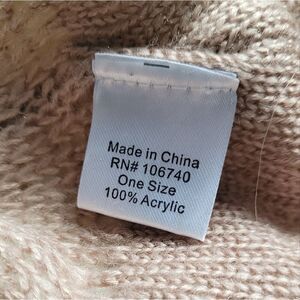 Made in China
RN# 106740
One Size
100% Acrylic